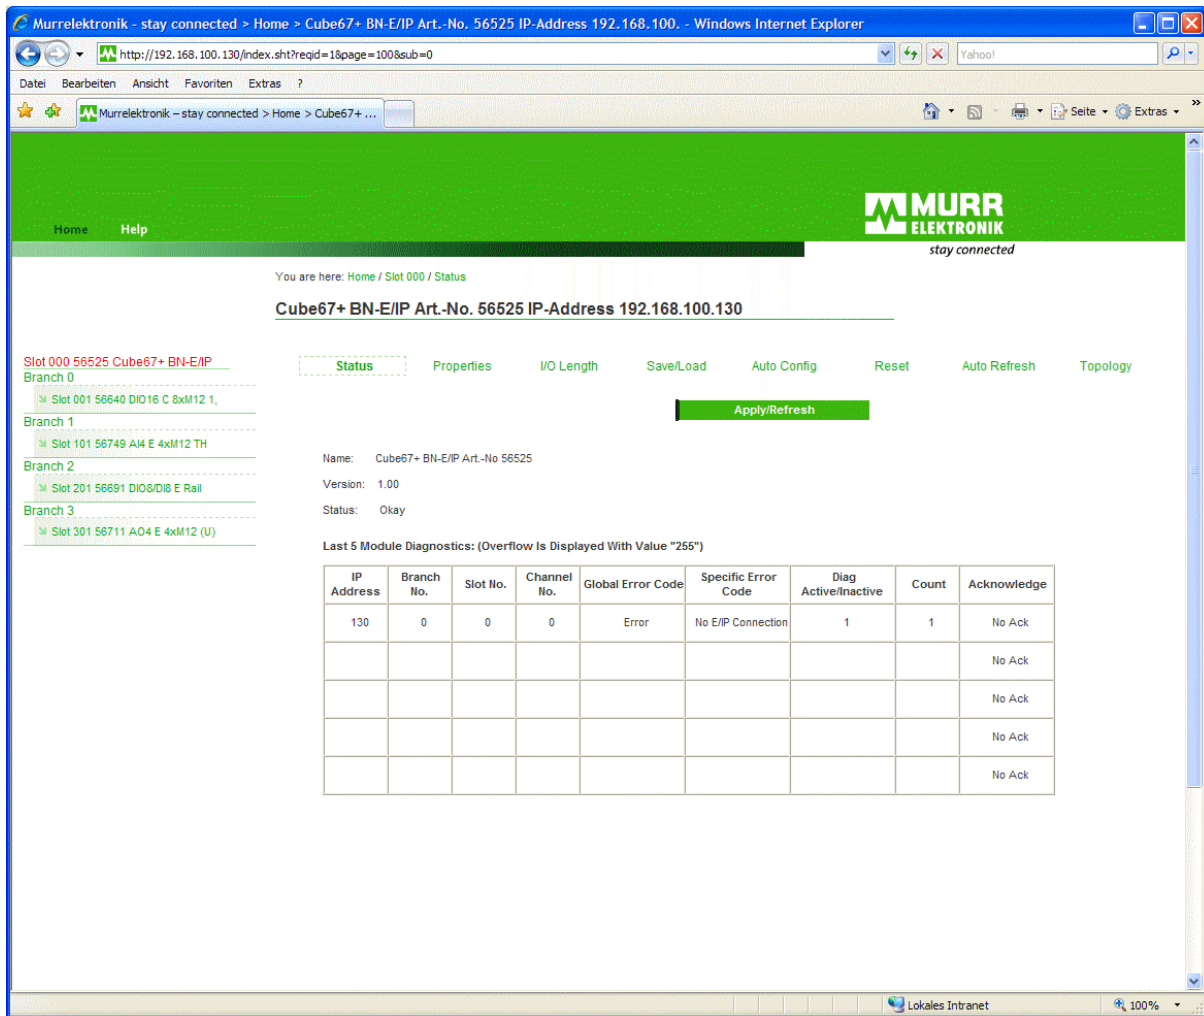 Murrelektronik - stay connected > Home > Cube67+ BN-E/IP Art.-No. 56525 IP-Address 192.168.100. - Windows Internet Explorer
http://192.168.100.130/index.sht?reqid=1&page=100&sub=0
Yahoo!
Datei Bearbeiten Ansicht Favoriten Extras ?
Murrelektronik – stay connected > Home > Cube67+ ...
Seite Extras »
MURR
ELEKTRONIK
stay connected
Home Help
You are here: Home / Slot 000 / Status
Cube67+ BN-E/IP Art.-No. 56525 IP-Address 192.168.100.130
Slot 000 56525 Cube67+ BN-E/IP
Branch 0
Slot 001 56640 DIO16 C 8xM12 1,
Branch 1
Slot 101 56749 AI4 E 4xM12 TH
Branch 2
Slot 201 56691 DIO8/DI8 E Rail
Branch 3
Slot 301 56711 AO4 E 4xM12 (U)
Status Properties I/O Length Save/Load Auto Config Reset Auto Refresh Topology
Apply/Refresh
Name: Cube67+ BN-E/IP Art.-No 56525
Version: 1.00
Status: Okay
Last 5 Module Diagnostics: (Overflow Is Displayed With Value "255")
IP Address Branch No. Slot No. Channel No. Global Error Code Specific Error Code Diag Active/Inactive Count Acknowledge
130 0 0 0 Error No E/IP Connection 1 1 No Ack
No Ack
No Ack
No Ack
No Ack
Lokales Intranet 100%